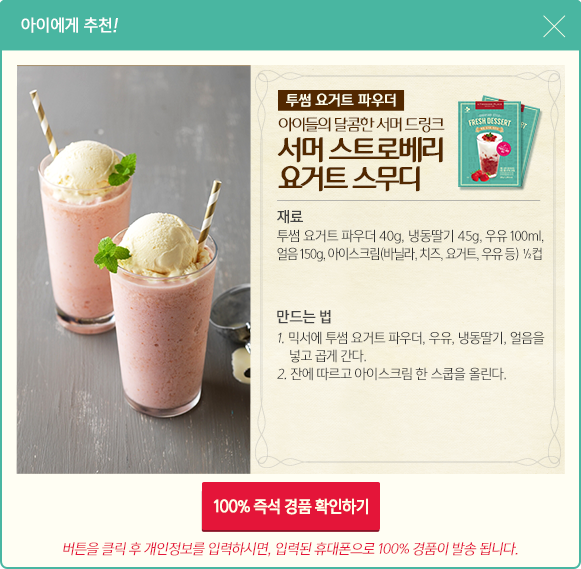 아이에게 추천!
투썸 요거트 파우더
아이들의 달콤한 서머 드링크
서머 스트로베리
요거트 스무디
FRESH DESSERT
재료
투썸 요거트 파우더 40g, 냉동딸기 45g, 우유 100ml,
얼음 150g, 아이스크림(바닐라, 치즈, 요거트, 우유 등) ½컵
만드는 법
1. 믹서에 투썸 요거트 파우더, 우유, 냉동딸기, 얼음을
넣고 곱게 간다.
2. 잔에 따르고 아이스크림 한 스쿱을 올린다.
100% 즉석 경품 확인하기
버튼을 클릭 후 개인정보를 입력하시면, 입력된 휴대폰으로 100% 경품이 발송 됩니다.